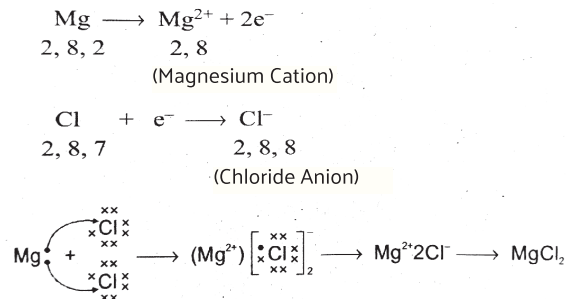 Mg ⟶ Mg²⁺ + 2e⁻
2, 8, 2 2, 8
(Magnesium Cation)
Cl + e⁻ ⟶ Cl⁻
2, 8, 7 2, 8, 8
(Chloride Anion)
Mg: + Cl Cl ⟶ (Mg²⁺) [Cl]⁻₂ ⟶ Mg²⁺2Cl⁻ ⟶ MgCl₂